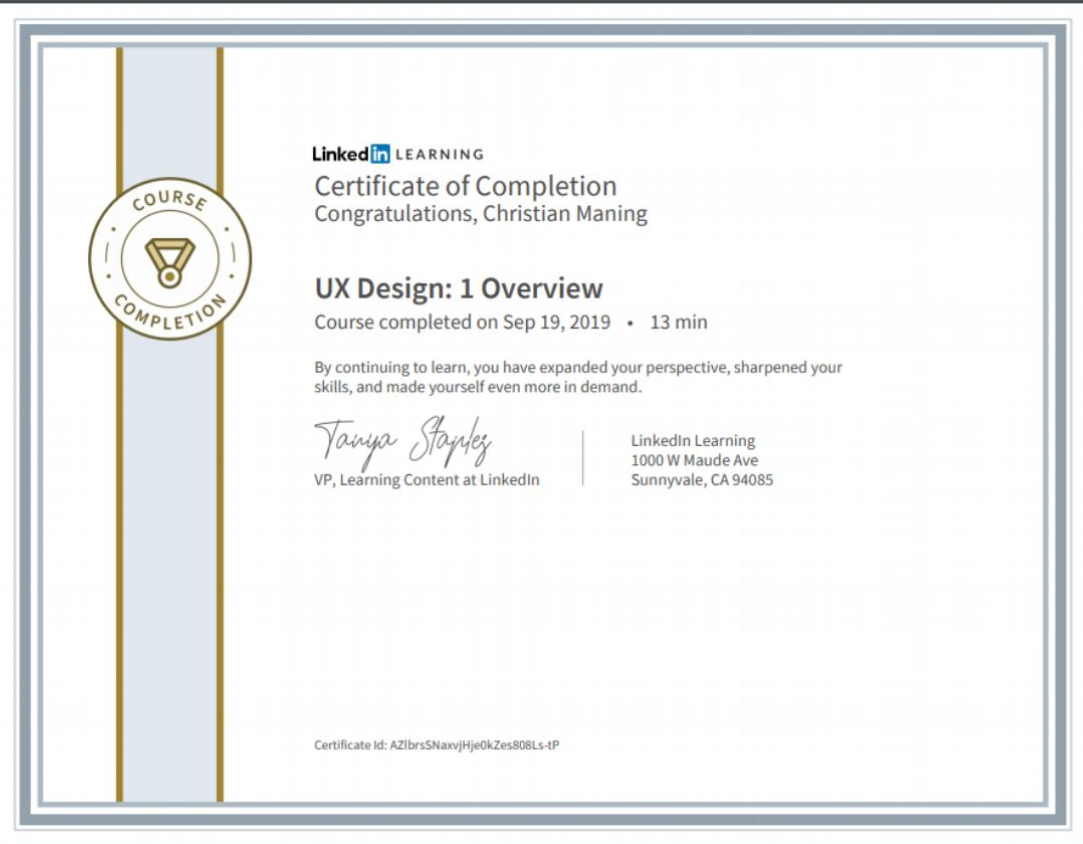 COURSE
COMPLETION
Linked in LEARNING
Certificate of Completion
Congratulations, Christian Maning
UX Design: 1 Overview
Course completed on Sep 19, 2019 • 13 min
By continuing to learn, you have expanded your perspective, sharpened your
skills, and made yourself even more in demand.
Tanya Staples
VP, Learning Content at LinkedIn
LinkedIn Learning
1000 W Maude Ave
Sunnyvale, CA 94085
Certificate Id: AZlbrsSNaxvjHje0kZes808Ls-tP